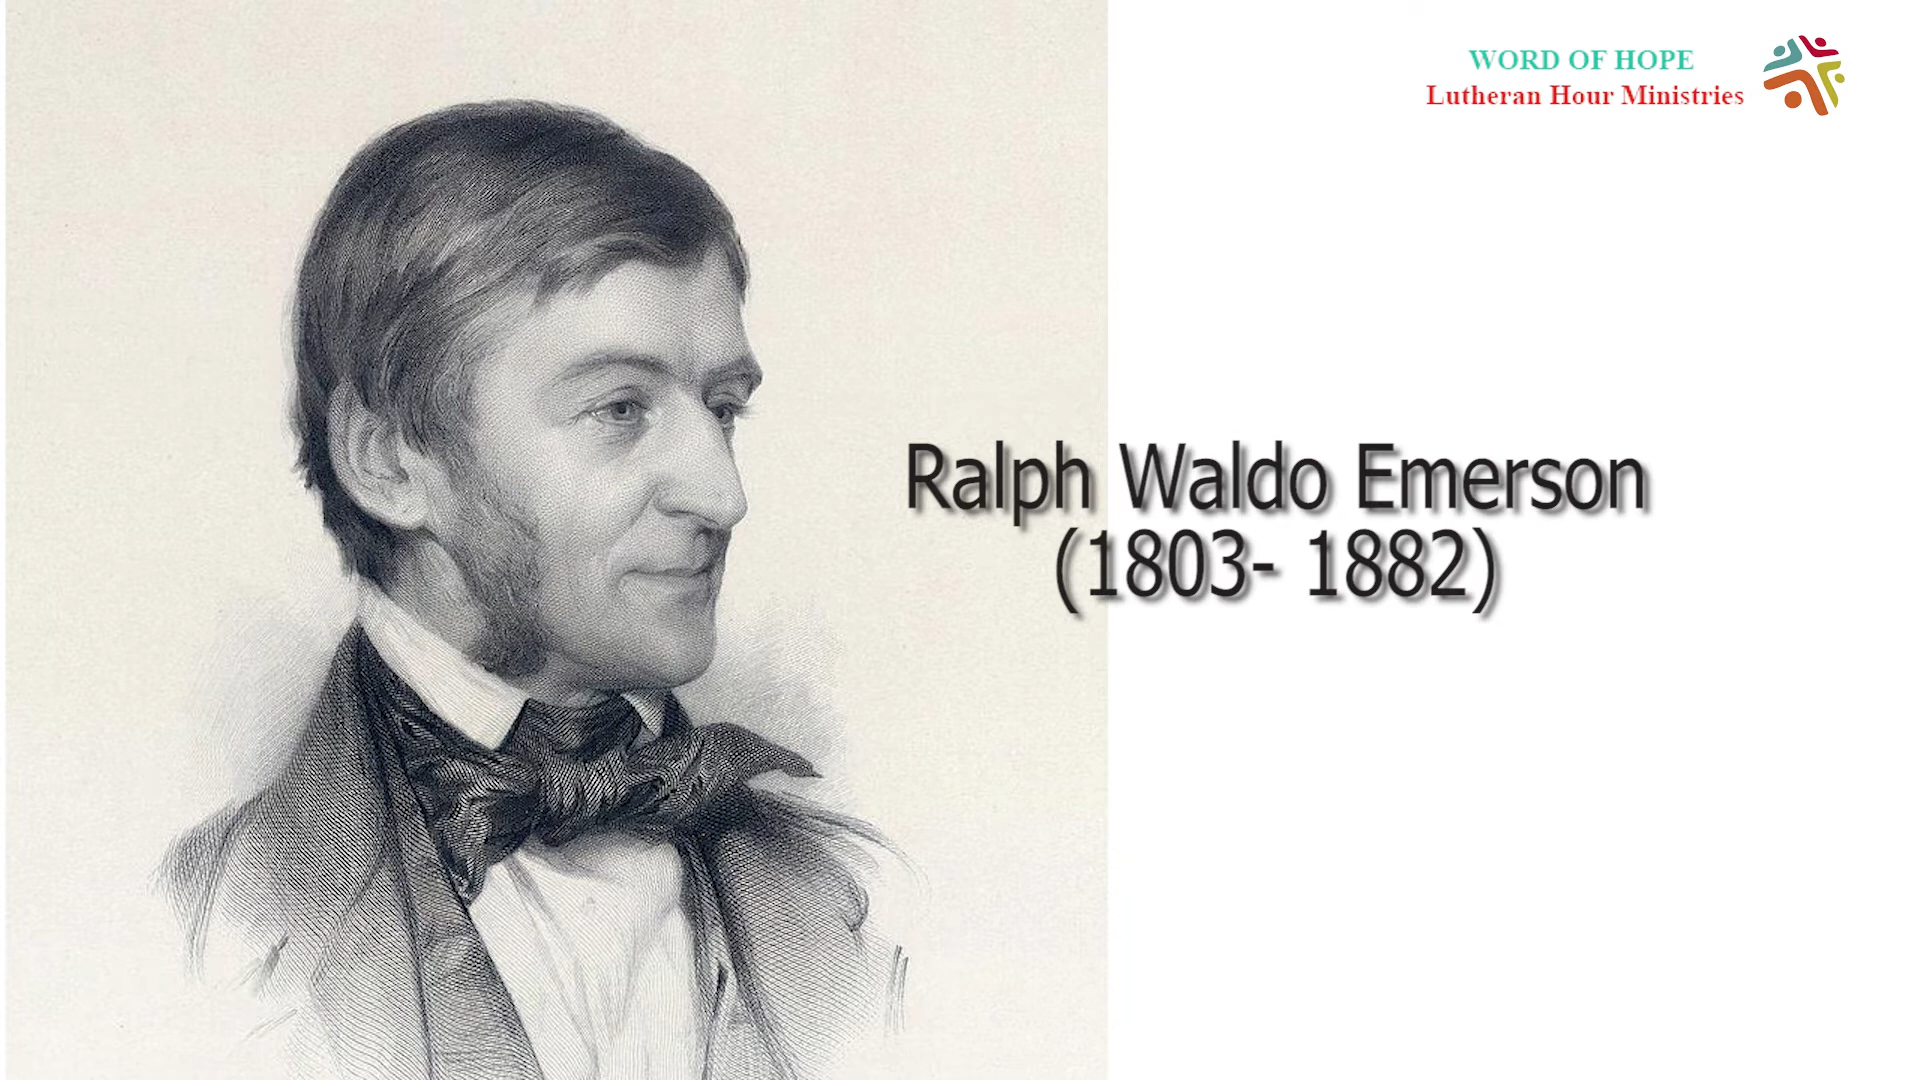 WORD OF HOPE
Lutheran Hour Ministries
Ralph Waldo Emerson
(1803- 1882)